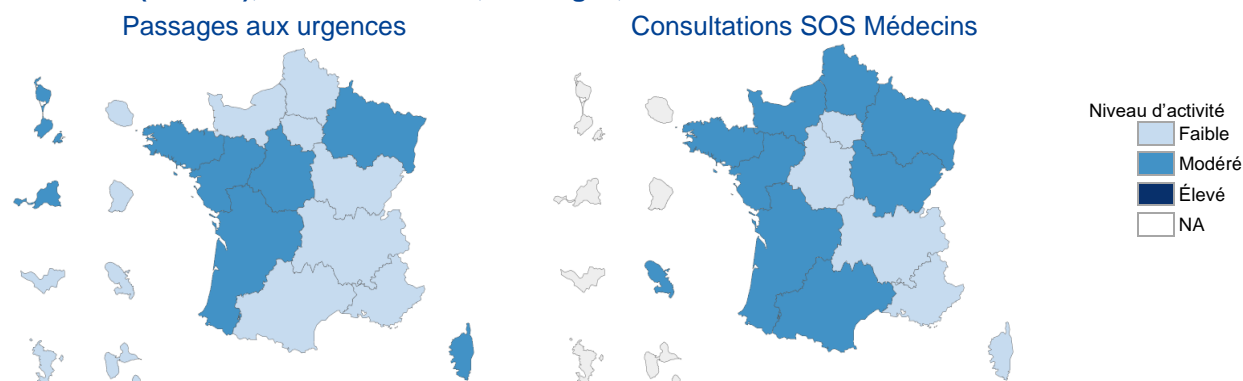 Passages aux urgences
Consultations SOS Médecins
Niveau d'activité
Faible
Modéré
Élevé
NA